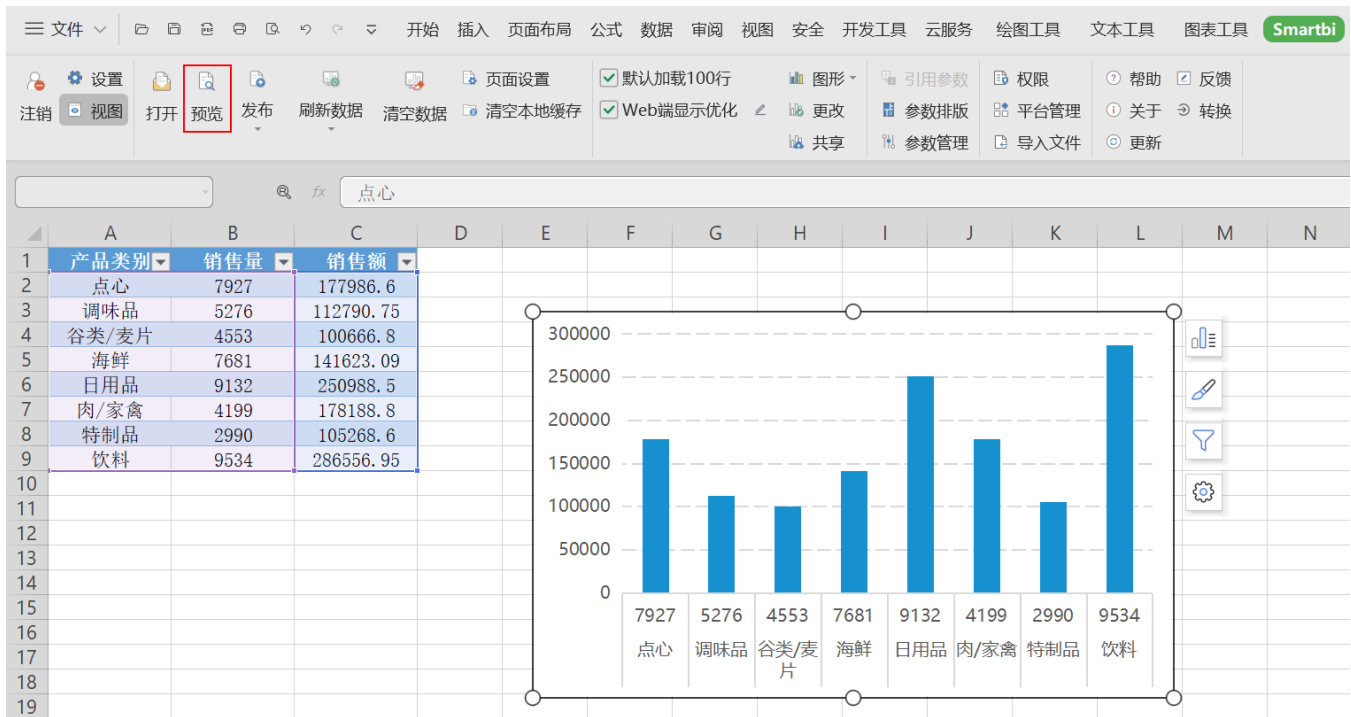 文件 PDF 开始 插入 页面布局 公式 数据 审阅 视图 安全 开发工具 云服务 绘图工具 文本工具 图表工具 Smartbi
设置 页面设置 默认加载100行 图形 引用参数 权限 帮助 反馈
注销 视图 打开 预览 发布 刷新数据 清空数据 清空本地缓存 Web端显示优化 更改 参数排版 平台管理 关于 转换
共享 参数管理 导入文件 更新
fx 点心
A B C D E F G H I J K L M N
1 产品类别 销售量 销售额
2 点心 7927 177986.6
3 调味品 5276 112790.75
4 谷类/麦片 4553 100666.8
5 海鲜 7681 141623.09
6 日用品 9132 250988.5
7 肉/家禽 4199 178188.8
8 特制品 2990 105268.6
9 饮料 9534 286556.95
10
11
12
13
14
15
16
17
18
19
300000
250000
200000
150000
100000
50000
0
7927 5276 4553 7681 9132 4199 2990 9534
点心 调味品 谷类/麦 海鲜 日用品 肉/家禽 特制品 饮料
片